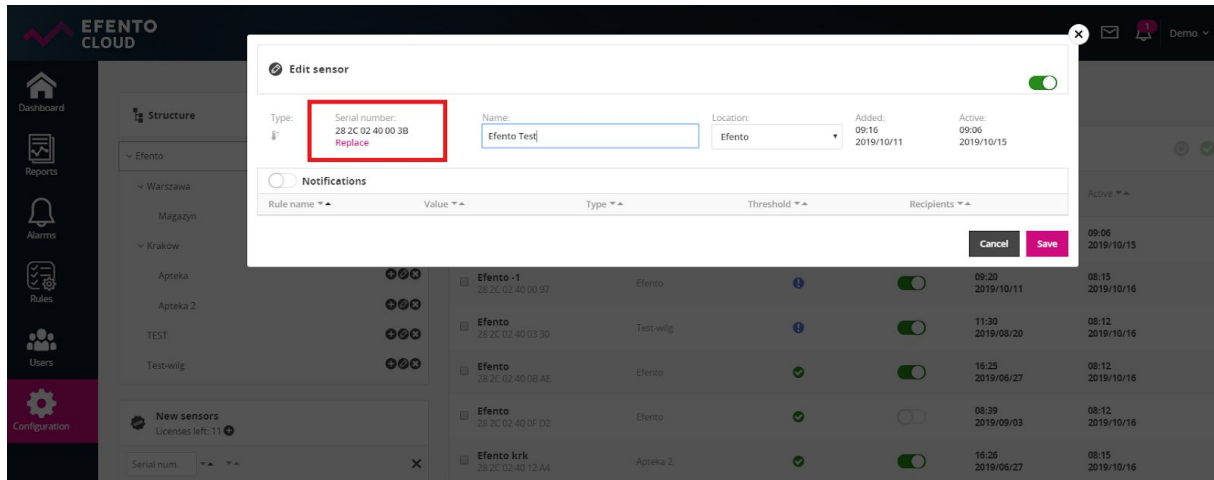 EFENTO
CLOUD
1
Demo
Dashboard
Reports
Alarms
Rules
Users
Configuration
Structure
Efento
Warszawa
Magazyn
Kraków
Apteka
Apteka 2
TEST
Test-wilg
New sensors
Licenses left: 11
Serial num.
Edit sensor
Type:
Serial number:
28 2C 02 40 00 3B
Replace
Name:
Efento Test
Location:
Efento
Added:
09:16
2019/10/11
Active:
09:06
2019/10/15
Notifications
Rule name
Value
Type
Threshold
Recipients
Cancel
Save
Active
09:06
2019/10/15
Efento -1
28 2C 02 40 00 97
Efento
09:20
2019/10/11
08:15
2019/10/16
Efento
28 2C 02 40 03 30
Test-wilg
11:30
2019/08/20
08:12
2019/10/16
Efento
28 2C 02 40 0B AE
Efento
16:25
2019/06/27
08:12
2019/10/16
Efento
28 2C 02 40 0F D2
Efento
08:39
2019/09/03
08:12
2019/10/16
Efento krk
28 2C 02 40 12 A4
Apteka 2
16:26
2019/06/27
08:15
2019/10/16